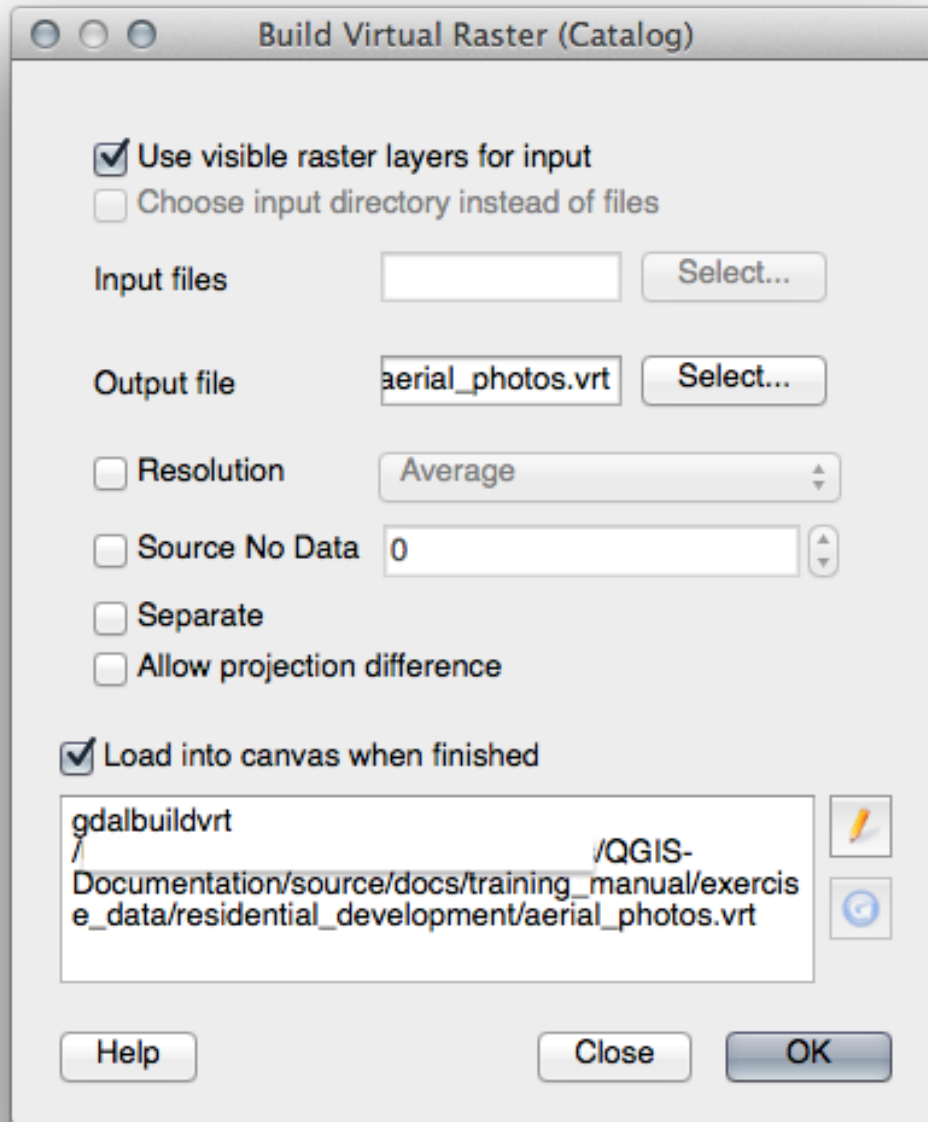 Build Virtual Raster (Catalog)
Use visible raster layers for input
Choose input directory instead of files
Input files
Select...
Output file
aerial_photos.vrt
Select...
Resolution
Average
Source No Data
0
Separate
Allow projection difference
Load into canvas when finished
gdalbuildvrt
/ /QGIS-
Documentation/source/docs/training_manual/exercis
e_data/residential_development/aerial_photos.vrt
Help
Close
OK